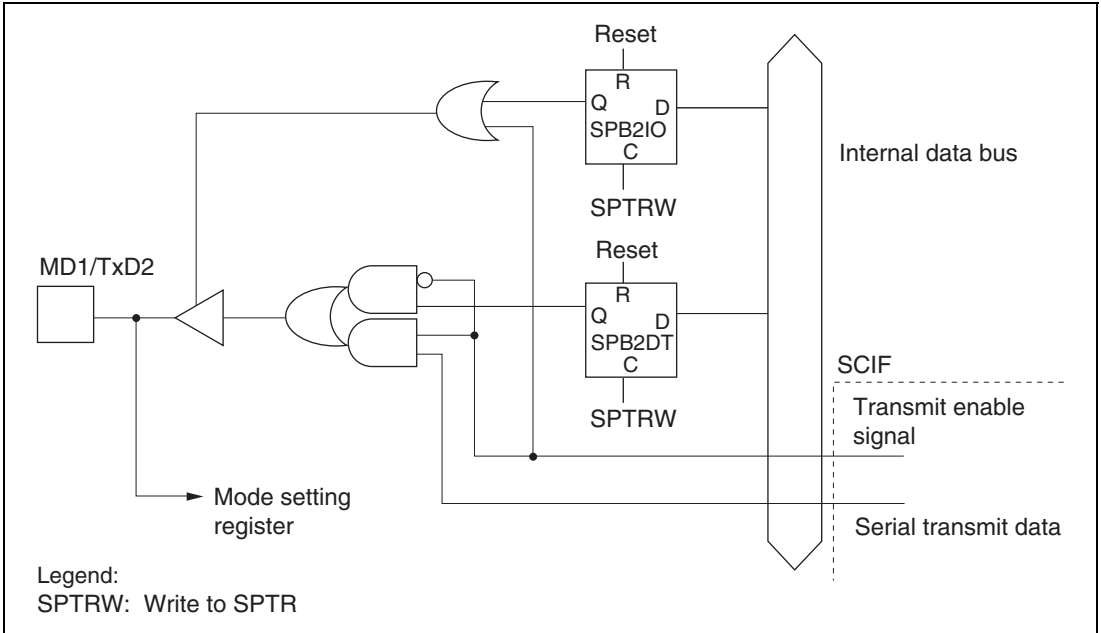 Reset
R
Q D
SPB2IO
C
SPTRW
Internal data bus
Reset
R
Q D
SPB2DT
C
SPTRW
MD1/TxD2
SCIF
Transmit enable
signal
Mode setting
register
Serial transmit data
Legend:
SPTRW: Write to SPTR